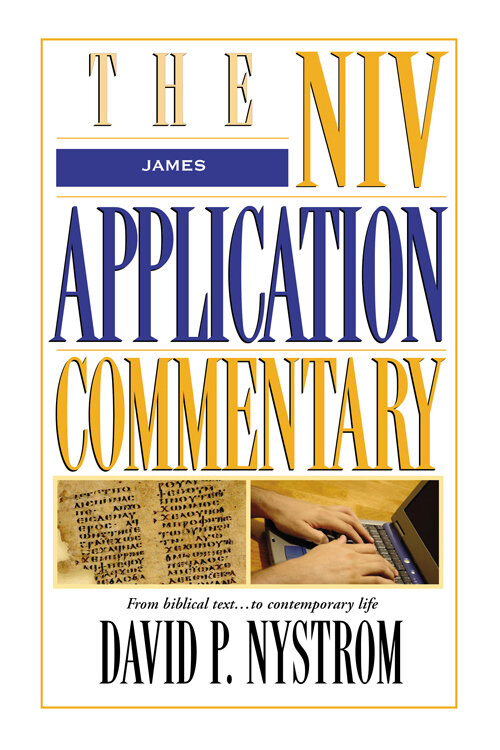 THE NIV
JAMES
APPLICATION
COMMENTARY
From biblical text...to contemporary life
DAVID P. NYSTROM